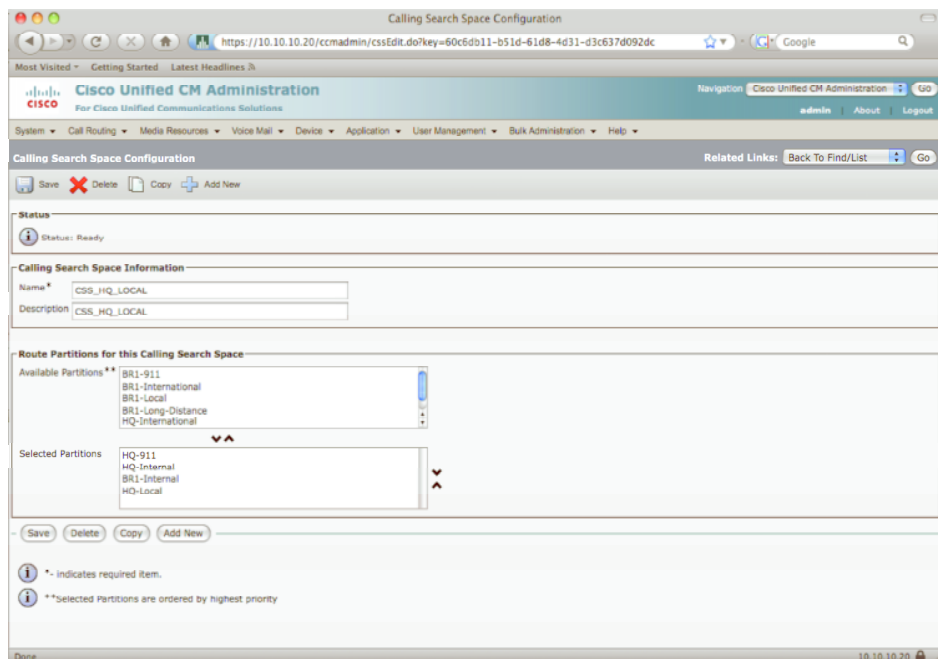 Calling Search Space Configuration
https://10.10.10.20/ccmadmin/cssEdit.do?key=60c6db11-b51d-61d8-4d31-d3c637d092dc
Google
Most Visited Getting Started Latest Headlines
CISCO
Cisco Unified CM Administration
For Cisco Unified Communications Solutions
Navigation Cisco Unified CM Administration Go
admin | About | Logout
System Call Routing Media Resources Voice Mail Device Application User Management Bulk Administration Help
Calling Search Space Configuration
Related Links: Back To Find/List Go
Save Delete Copy Add New
Status
Status: Ready
Calling Search Space Information
Name* CSS_HQ_LOCAL
Description CSS_HQ_LOCAL
Route Partitions for this Calling Search Space
Available Partitions** BR1-911
BR1-International
BR1-Local
BR1-Long-Distance
HQ-International
Selected Partitions HQ-911
HQ-Internal
BR1-Internal
HQ-Local
Save Delete Copy Add New
*- indicates required item.
**Selected Partitions are ordered by highest priority
Done
10.10.10.20